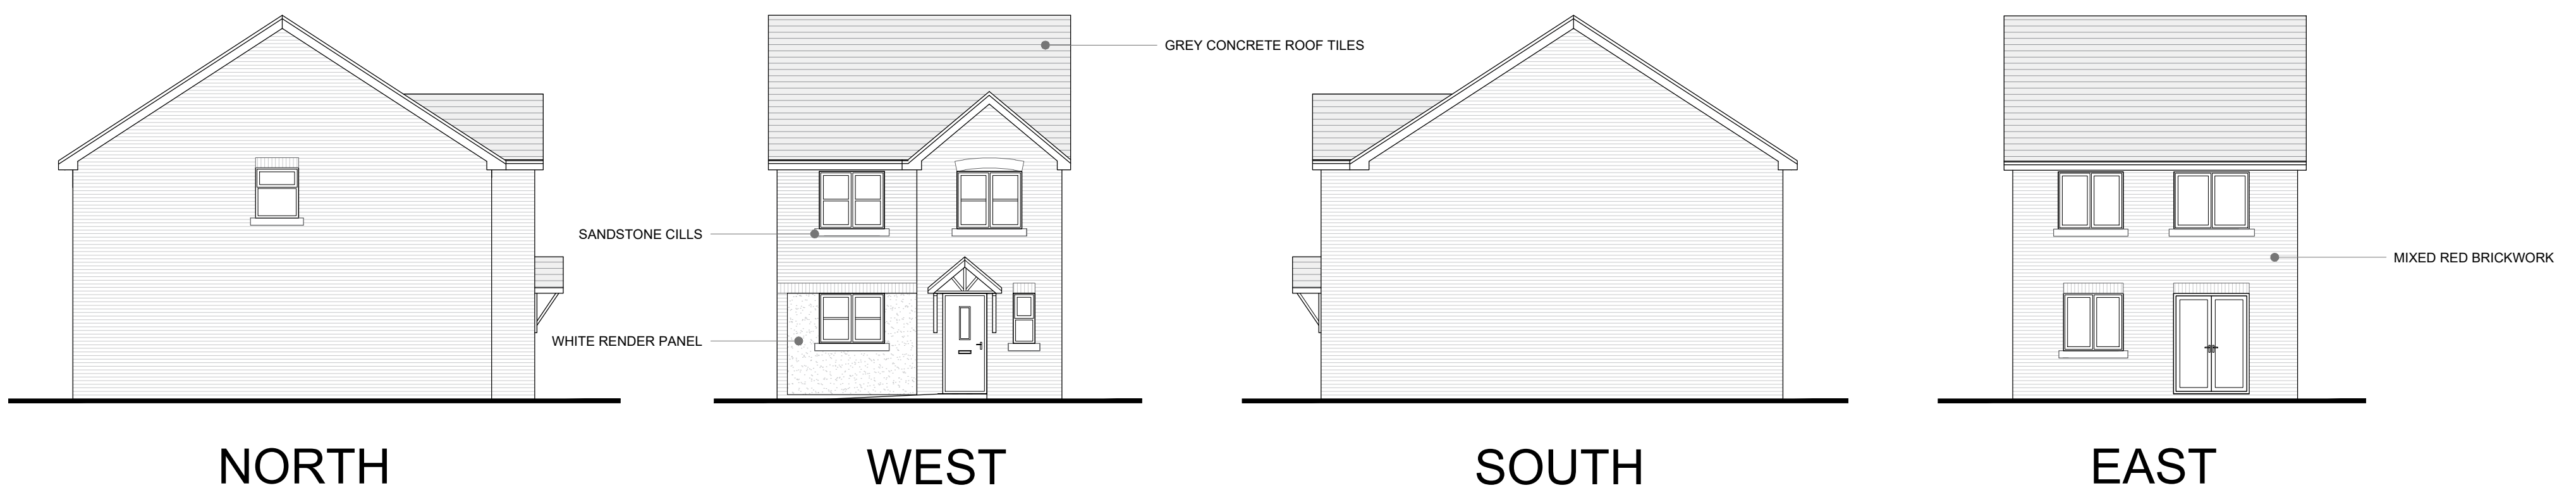 GREY CONCRETE ROOF TILES
SANDSTONE CILLS
MIXED RED BRICKWORK
WHITE RENDER PANEL
NORTH
WEST
SOUTH
EAST